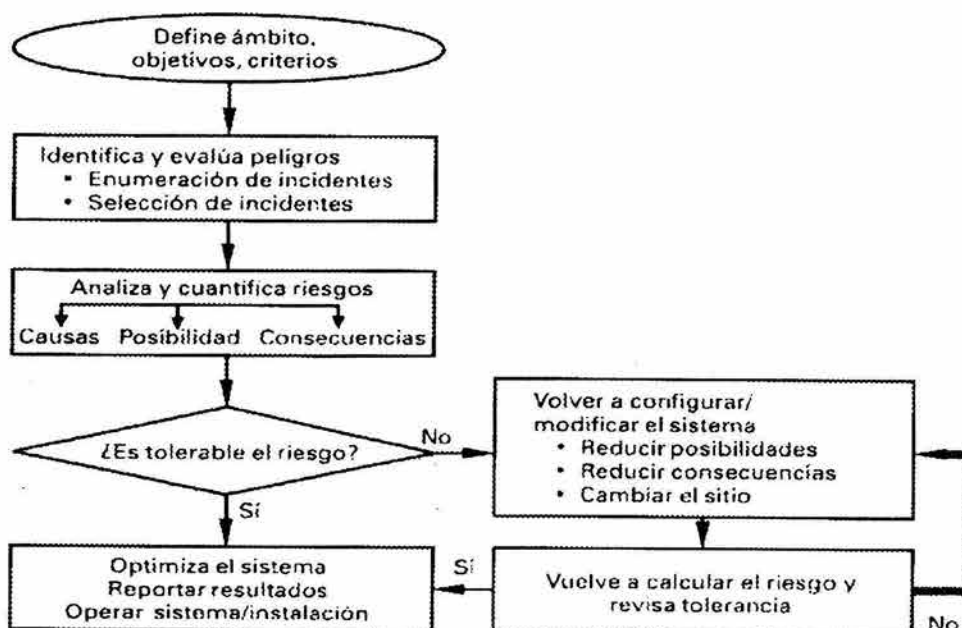 Define ámbito,
objetivos, criterios
Identifica y evalúa peligros
• Enumeración de incidentes
• Selección de incidentes
Analiza y cuantifica riesgos
Causas Posibilidad Consecuencias
¿Es tolerable el riesgo?
No
Sí
Volver a configurar/
modificar el sistema
• Reducir posibilidades
• Reducir consecuencias
• Cambiar el sitio
Optimiza el sistema
Reportar resultados
Operar sistema/instalación
Sí
Vuelve a calcular el riesgo y
revisa tolerancia
No